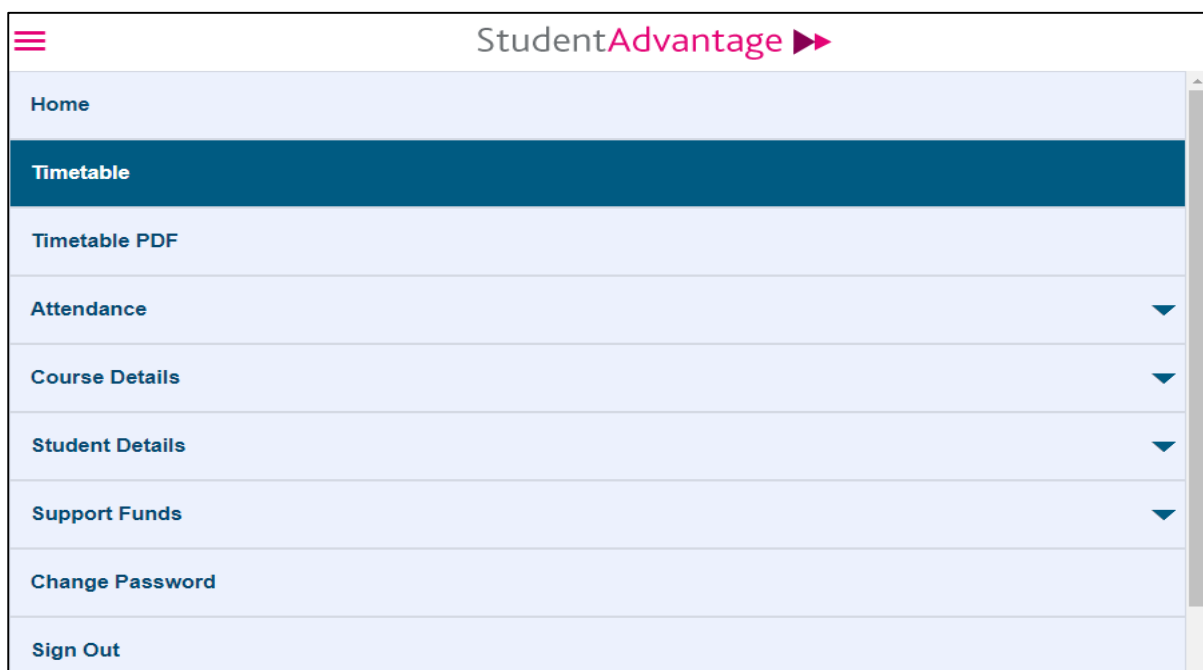 StudentAdvantage
Home
Timetable
Timetable PDF
Attendance
Course Details
Student Details
Support Funds
Change Password
Sign Out